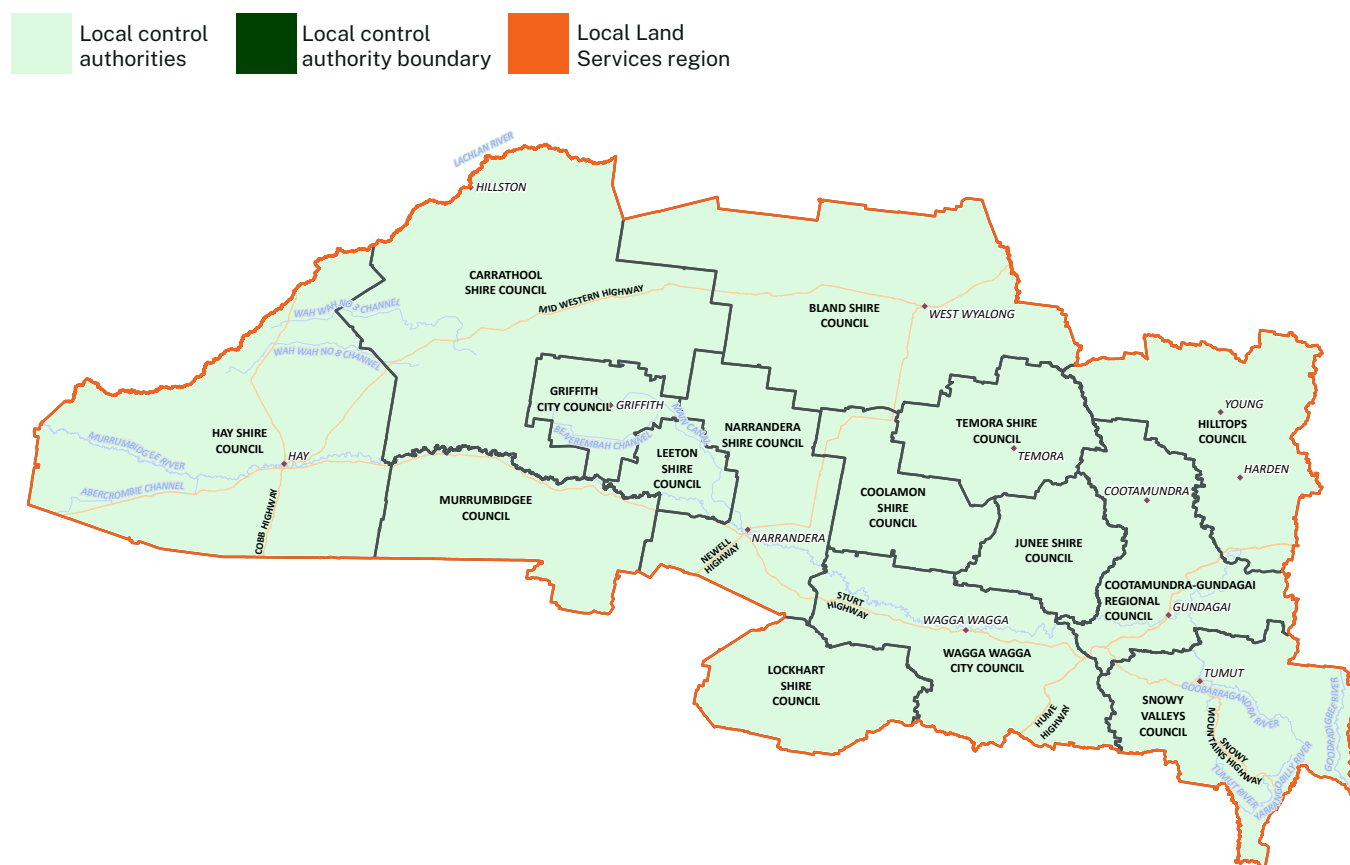 Local control
authorities
Local control
authority boundary
Local Land
Services region
LACHLAN RIVER
HILLSTON
CARRATHOOL
SHIRE COUNCIL
MID WESTERN HIGHWAY
WAH WAH NO 3 CHANNEL
WAH WAH NO 8 CHANNEL
BLAND SHIRE
COUNCIL
WEST WYALONG
GRIFFITH
CITY COUNCIL
GRIFFITH
MAIN CANAL
BENEREMBAH CHANNEL
NARRANDERA
SHIRE COUNCIL
TEMORA SHIRE
COUNCIL
TEMORA
YOUNG
HILLTOPS
COUNCIL
HARDEN
HAY SHIRE
COUNCIL
HAY
MURRUMBIDGEE RIVER
ABERCROMBIE CHANNEL
COBB HIGHWAY
LEETON
SHIRE
COUNCIL
MURRUMBIDGEE
COUNCIL
COOLAMON
SHIRE
COUNCIL
COOTAMUNDRA
JUNEE SHIRE
COUNCIL
NARRANDERA
NEWELL
HIGHWAY
STURT
HIGHWAY
COOTAMUNDRA-GUNDAGAI
REGIONAL
COUNCIL
GUNDAGAI
WAGGA WAGGA
WAGGA WAGGA
CITY COUNCIL
LOCKHART
SHIRE
COUNCIL
HUME
HIGHWAY
TUMUT
SNOWY
VALLEYS
COUNCIL
GOOBARRAGANDRA RIVER
GOODRADIGBEE RIVER
SNOWY
MOUNTAINS HIGHWAY
TUMUT RIVER
YARRANGOBILLY RIVER